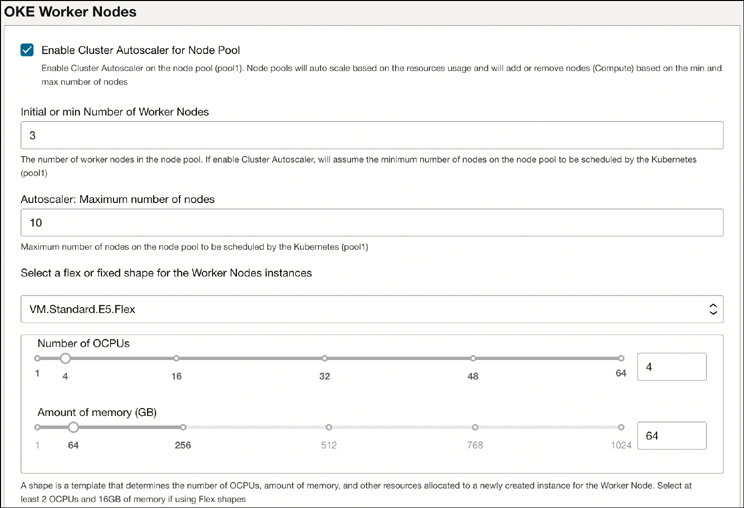 OKE Worker Nodes
Enable Cluster Autoscaler for Node Pool
Enable Cluster Autoscaler on the node pool (pool1). Node pools will auto scale based on the resources usage and will add or remove nodes (Compute) based on the min and
max number of nodes
Initial or min Number of Worker Nodes
3
The number of worker nodes in the node pool. If enable Cluster Autoscaler, will assume the minimum number of nodes on the node pool to be scheduled by the Kubernetes
(pool1)
Autoscaler: Maximum number of nodes
10
Maximum number of nodes on the node pool to be scheduled by the Kubernetes (pool1)
Select a flex or fixed shape for the Worker Nodes instances
VM.Standard.E5.Flex
Number of OCPUs
1 4 16 32 48 64
4
Amount of memory (GB)
1 64 256 512 768 1024
64
A shape is a template that determines the number of OCPUs, amount of memory, and other resources allocated to a newly created instance for the Worker Node. Select at
least 2 OCPUs and 16GB of memory if using Flex shapes